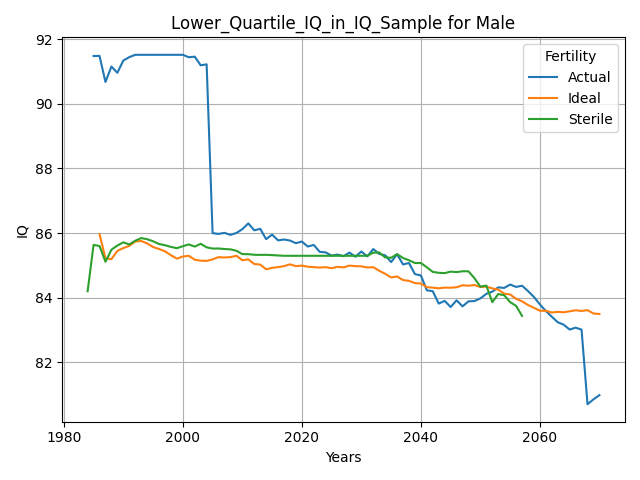 Lower_Quartile_IQ_in_IQ_Sample for Male
92
90
88
86
84
82
IQ
Fertility
Actual
Ideal
Sterile
1980
2000
2020
2040
2060
Years